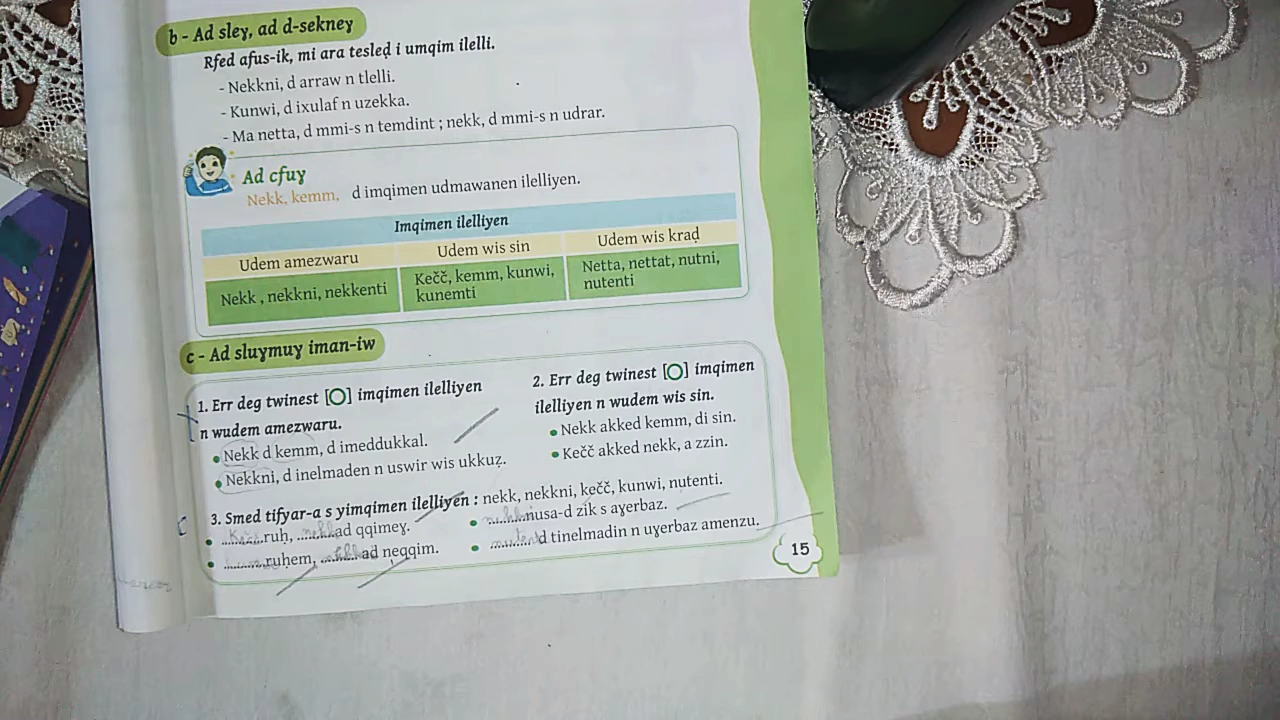 b - Ad sleɣ, ad d-sekneɣ
Rfed afus-ik, mi ara tesleḍ i umqim ilelli.
- Nekkni, d arraw n tlelli.
- Kunwi, d ixulaf n uzekka.
- Ma netta, d mmi-s n temdint ; nekk, d mmi-s n udrar.
Ad cfuɣ
Nekk, kemm, d imqimen udmawanen ilelliyen.
Imqimen ilelliyen
Udem amezwaru Udem wis sin Udem wis kraḍ
Nekk , nekkni, nekkenti
Kečč, kemm, kunwi,
kunemti
Netta, nettat, nutni,
nutenti
c - Ad sluɣmuɣ iman-iw
1. Err deg twinest [O] imqimen ilelliyen
n wudem amezwaru.
• Nekk d kemm, d imeddukkal.
• Nekkni, d inelmaden n uswir wis ukkuẓ.
2. Err deg twinest [O] imqimen
ilelliyen n wudem wis sin.
• Nekk akked kemm, di sin.
• Kečč akked nekk, a zzin.
3. Smed tifyar-a s yimqimen ilelliyen : nekk, nekkni, kečč, kunwi, nutenti.
• Kečč ruḥ, nekk ad qqimeɣ.
• ruḥem, ad neqqim.
• nusa-d zik s aɣerbaz.
• d tinelmadin n uɣerbaz amenzu.
15